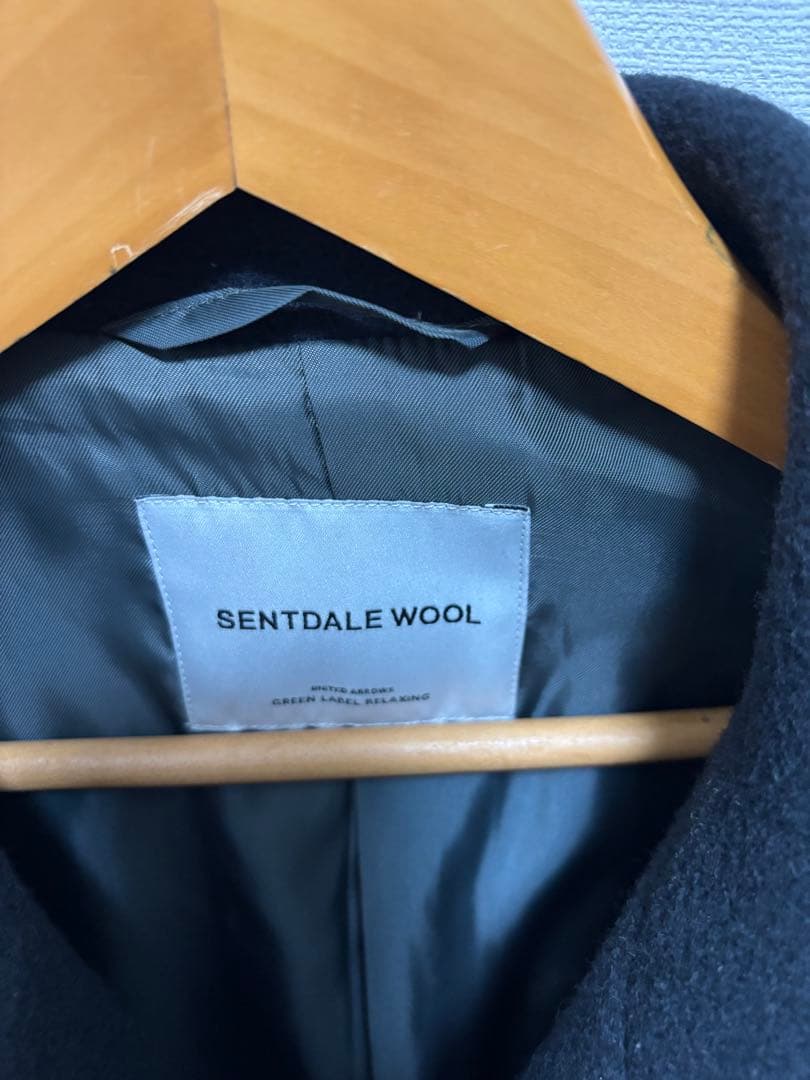 SENTDALE WOOL
UNITED ARROWS
GREEN LABEL RELAXING